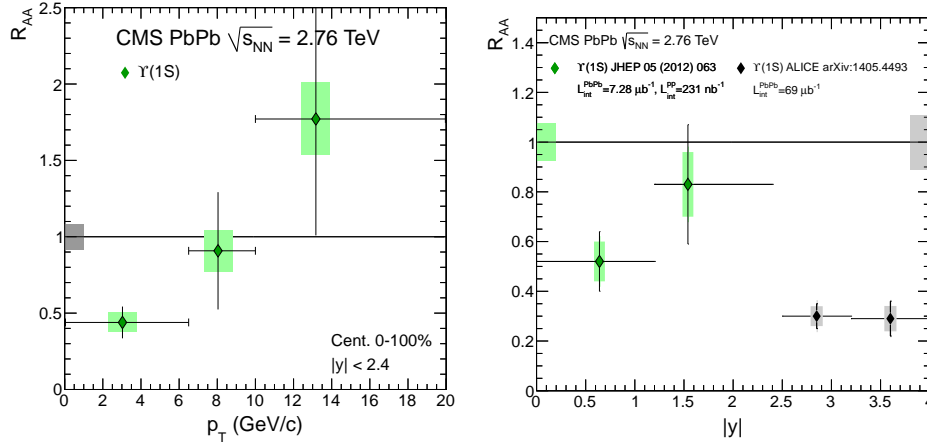 R_AA
2.5
2
1.5
1
0.5
0
CMS PbPb √s_NN = 2.76 TeV
ϒ(1S)
Cent. 0-100%
|y| < 2.4
0 2 4 6 8 10 12 14 16 18 20
p_T (GeV/c)
R_AA
1.4
1.2
1
0.8
0.6
0.4
0.2
0
CMS PbPb √s_NN = 2.76 TeV
ϒ(1S) JHEP 05 (2012) 063
L_int^PbPb=7.28 μb^-1, L_int^pp=231 nb^-1
ϒ(1S) ALICE arXiv:1405.4493
L_int^PbPb=69 μb^-1
0 0.5 1 1.5 2 2.5 3 3.5 4
|y|